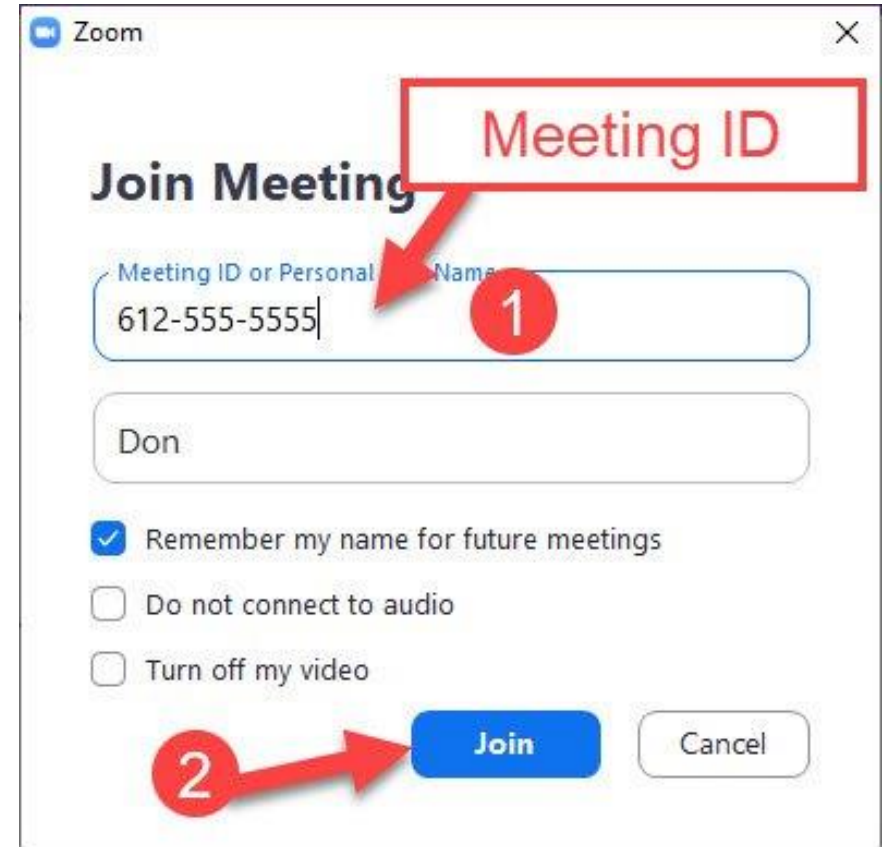 Zoom
Meeting ID
Join Meeting
Meeting ID or Personal Name
612-555-5555
1
Don
Remember my name for future meetings
Do not connect to audio
Turn off my video
2
Join
Cancel